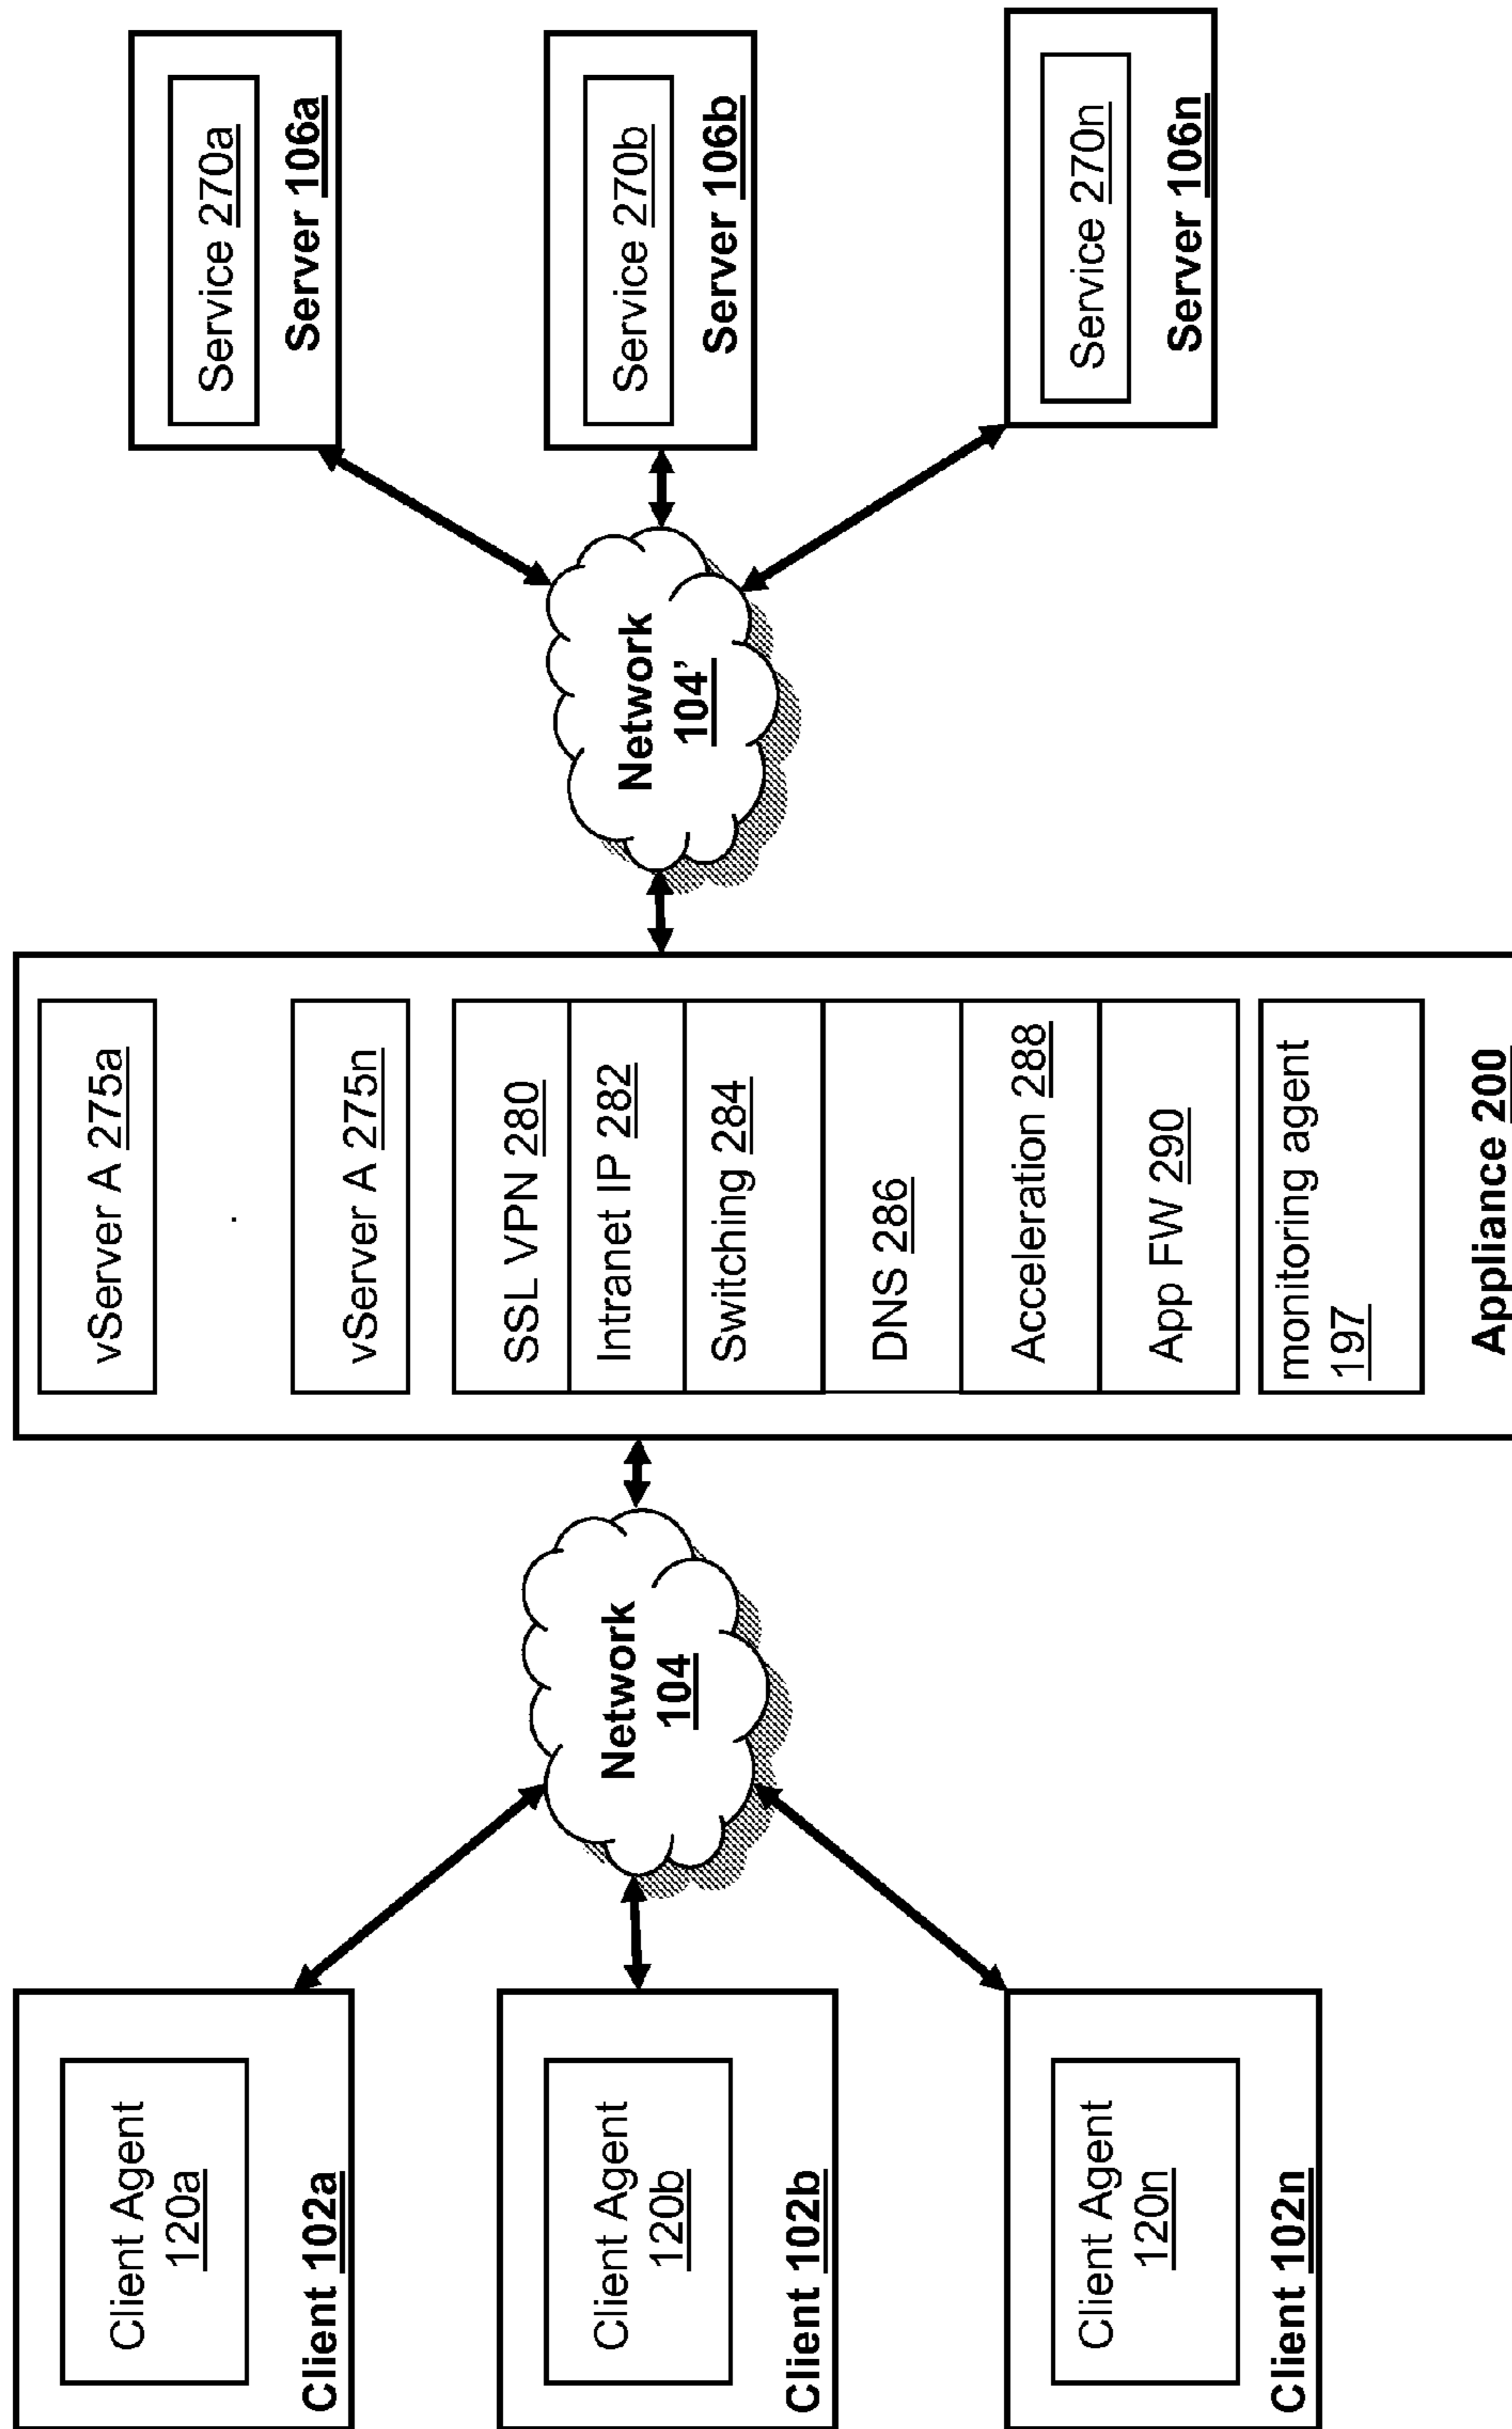 Client Agent
120a
Client 102a
Client Agent
120b
Client 102b
Client Agent
120n
Client 102n
Network
104
vServer A 275a
.
vServer A 275n
SSL VPN 280
Intranet IP 282
Switching 284
DNS 286
Acceleration 288
App FW 290
monitoring agent
197
Appliance 200
Network
104’
Service 270a
Server 106a
Service 270b
Server 106b
Service 270n
Server 106n